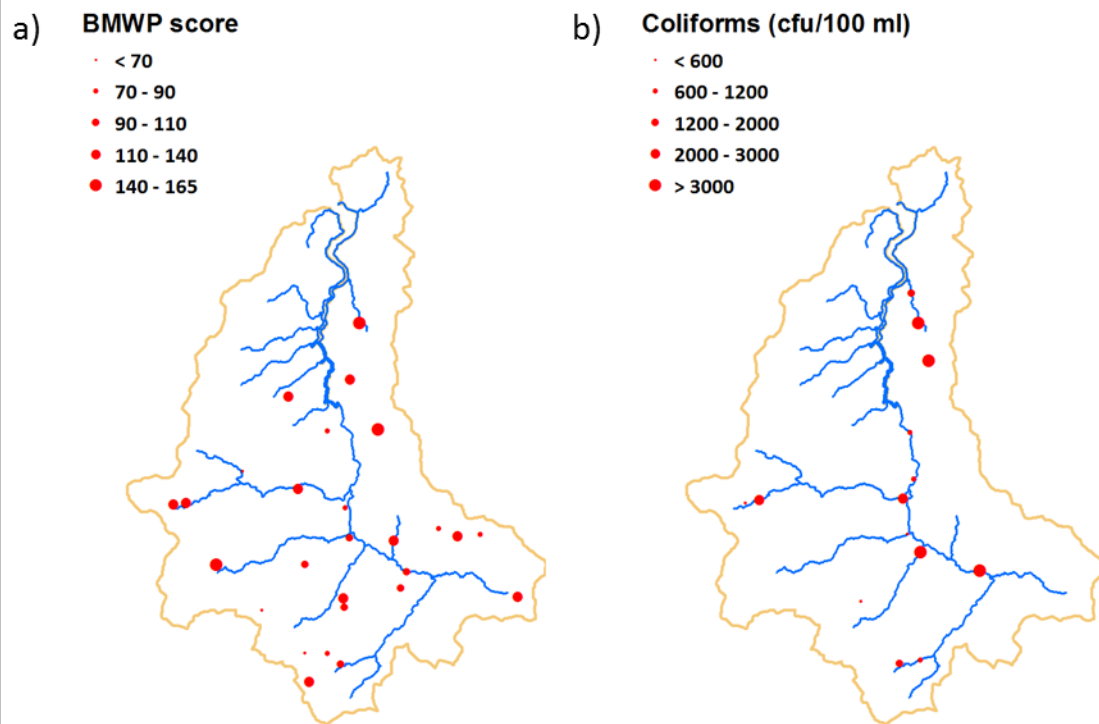 a) BMWP score
< 70
70 - 90
90 - 110
110 - 140
140 - 165
b) Coliforms (cfu/100 ml)
< 600
600 - 1200
1200 - 2000
2000 - 3000
> 3000